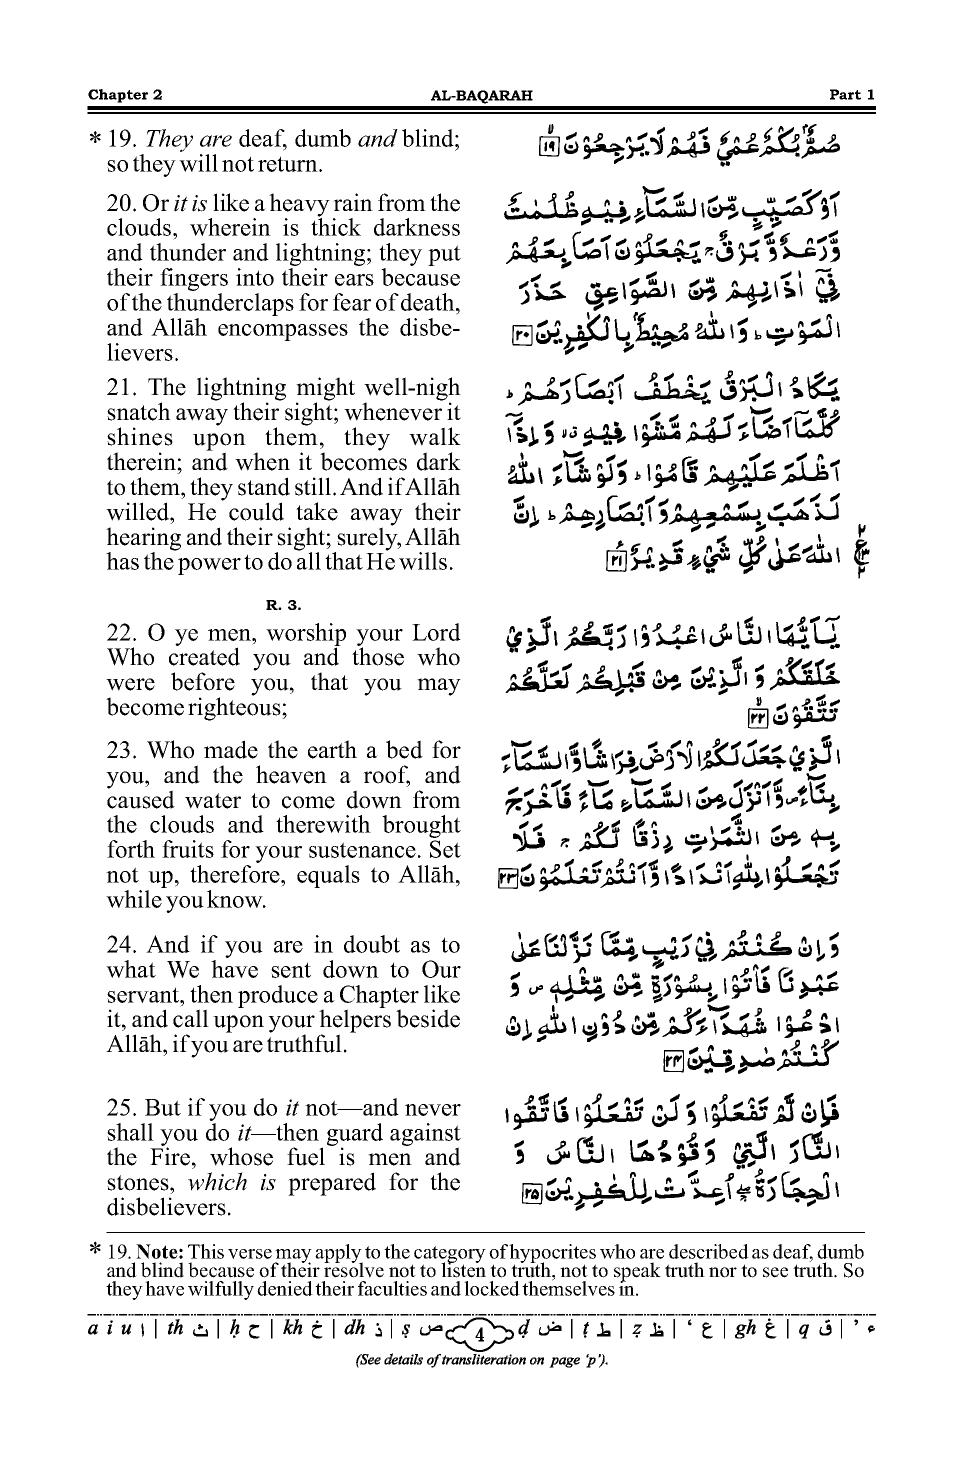 Chapter 2 AL-BAQARAH Part 1
* 19. They are deaf, dumb and blind;
so they will not return.
صُمٌّۢ بُكْمٌ عُمْيٌ فَهُمْ لَا يَرْجِعُوْنَ ۙ﴿۱۹﴾
20. Or it is like a heavy rain from the
clouds, wherein is thick darkness
and thunder and lightning; they put
their fingers into their ears because
of the thunderclaps for fear of death,
and Allāh encompasses the disbe-
lievers.
اَوْ كَصَيِّبٍ مِّنَ السَّمَآءِ فِيْهِ ظُلُمٰتٌ
وَّ رَعْدٌ وَّ بَرْقٌ ۚ يَجْعَلُوْنَ اَصَابِعَهُمْ
فِيْۤ اٰذَانِهِمْ مِّنَ الصَّوَاعِقِ حَذَرَ
الْمَوْتِ ؕ وَ اللّٰهُ مُحِيْطٌۢ بِالْكٰفِرِيْنَ ﴿۲۰﴾
21. The lightning might well-nigh
snatch away their sight; whenever it
shines upon them, they walk
therein; and when it becomes dark
to them, they stand still. And if Allāh
willed, He could take away their
hearing and their sight; surely, Allāh
has the power to do all that He wills.
يَكَادُ الْبَرْقُ يَخْطَفُ اَبْصَارَهُمْ ؕ
كُلَّمَاۤ اَضَآءَ لَهُمْ مَّشَوْا فِيْهِ ۙ٭ وَ اِذَاۤ
اَظْلَمَ عَلَيْهِمْ قَامُوْا ؕ وَلَوْ شَآءَ اللّٰهُ
لَذَهَبَ بِسَمْعِهِمْ وَ اَبْصَارِهِمْ ؕ اِنَّ
اللّٰهَ عَلٰى كُلِّ شَيْءٍ قَدِيْرٌ ﴿۲۱﴾
R. 3.
22. O ye men, worship your Lord
Who created you and those who
were before you, that you may
become righteous;
يٰۤاَيُّهَا النَّاسُ اعْبُدُوْا رَبَّكُمُ الَّذِيْ
خَلَقَكُمْ وَ الَّذِيْنَ مِنْ قَبْلِكُمْ لَعَلَّكُمْ
تَتَّقُوْنَ ۙ﴿۲۲﴾
23. Who made the earth a bed for
you, and the heaven a roof, and
caused water to come down from
the clouds and therewith brought
forth fruits for your sustenance. Set
not up, therefore, equals to Allāh,
while you know.
الَّذِيْ جَعَلَ لَكُمُ الْاَرْضَ فِرَاشًا وَّ السَّمَآءَ
بِنَآءً ۪ وَّ اَنْزَلَ مِنَ السَّمَآءِ مَآءً فَاَخْرَجَ
بِهٖ مِنَ الثَّمَرٰتِ رِزْقًا لَّكُمْ ۚ فَلَا
تَجْعَلُوْا لِلّٰهِ اَنْدَادًا وَّ اَنْتُمْ تَعْلَمُوْنَ ﴿۲۳﴾
24. And if you are in doubt as to
what We have sent down to Our
servant, then produce a Chapter like
it, and call upon your helpers beside
Allāh, if you are truthful.
وَ اِنْ كُنْتُمْ فِيْ رَيْبٍ مِّمَّا نَزَّلْنَا عَلٰى
عَبْدِنَا فَأْتُوْا بِسُوْرَةٍ مِّنْ مِّثْلِهٖ ۪ وَ
ادْعُوْا شُهَدَآءَكُمْ مِّنْ دُوْنِ اللّٰهِ اِنْ
كُنْتُمْ صٰدِقِيْنَ ﴿۲۴﴾
25. But if you do it not—and never
shall you do it—then guard against
the Fire, whose fuel is men and
stones, which is prepared for the
disbelievers.
فَاِنْ لَّمْ تَفْعَلُوْا وَ لَنْ تَفْعَلُوْا فَاتَّقُوا
النَّارَ الَّتِيْ وَقُوْدُهَا النَّاسُ وَ
الْحِجَارَةُ ۖۚ اُعِدَّتْ لِلْكٰفِرِيْنَ ﴿۲۵﴾
* 19. Note: This verse may apply to the category of hypocrites who are described as deaf, dumb
and blind because of their resolve not to listen to truth, not to speak truth nor to see truth. So
they have wilfully denied their faculties and locked themselves in.
a i u ا | th ث | ḥ ح | kh خ | dh ذ | ṣ ص 4 ḍ ض | ṭ ط | ẓ ظ | ‘ ع | gh غ | q ق | ’ ء
(See details of transliteration on page ‘p’).